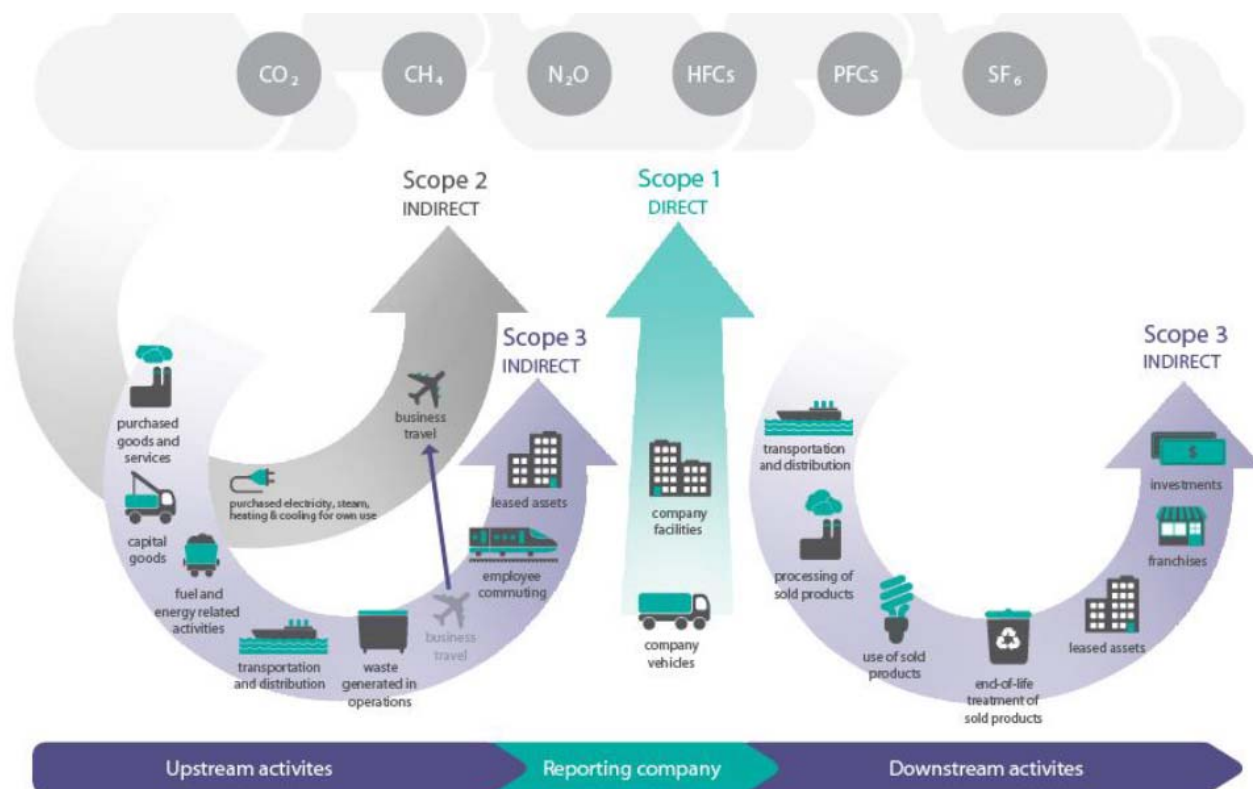 CO₂
CH₄
N₂O
HFCs
PFCs
SF₆
Scope 2
INDIRECT
Scope 1
DIRECT
Scope 3
INDIRECT
Scope 3
INDIRECT
purchased
goods and
services
capital
goods
fuel and
energy related
activities
purchased electricity, steam,
heating & cooling for own use
transportation
and distribution
waste
generated in
operations
business
travel
business
travel
employee
commuting
leased assets
company
facilities
company
vehicles
transportation
and distribution
processing of
sold products
use of sold
products
end-of-life
treatment of
sold products
leased assets
franchises
investments
$
Upstream activites
Reporting company
Downstream activites